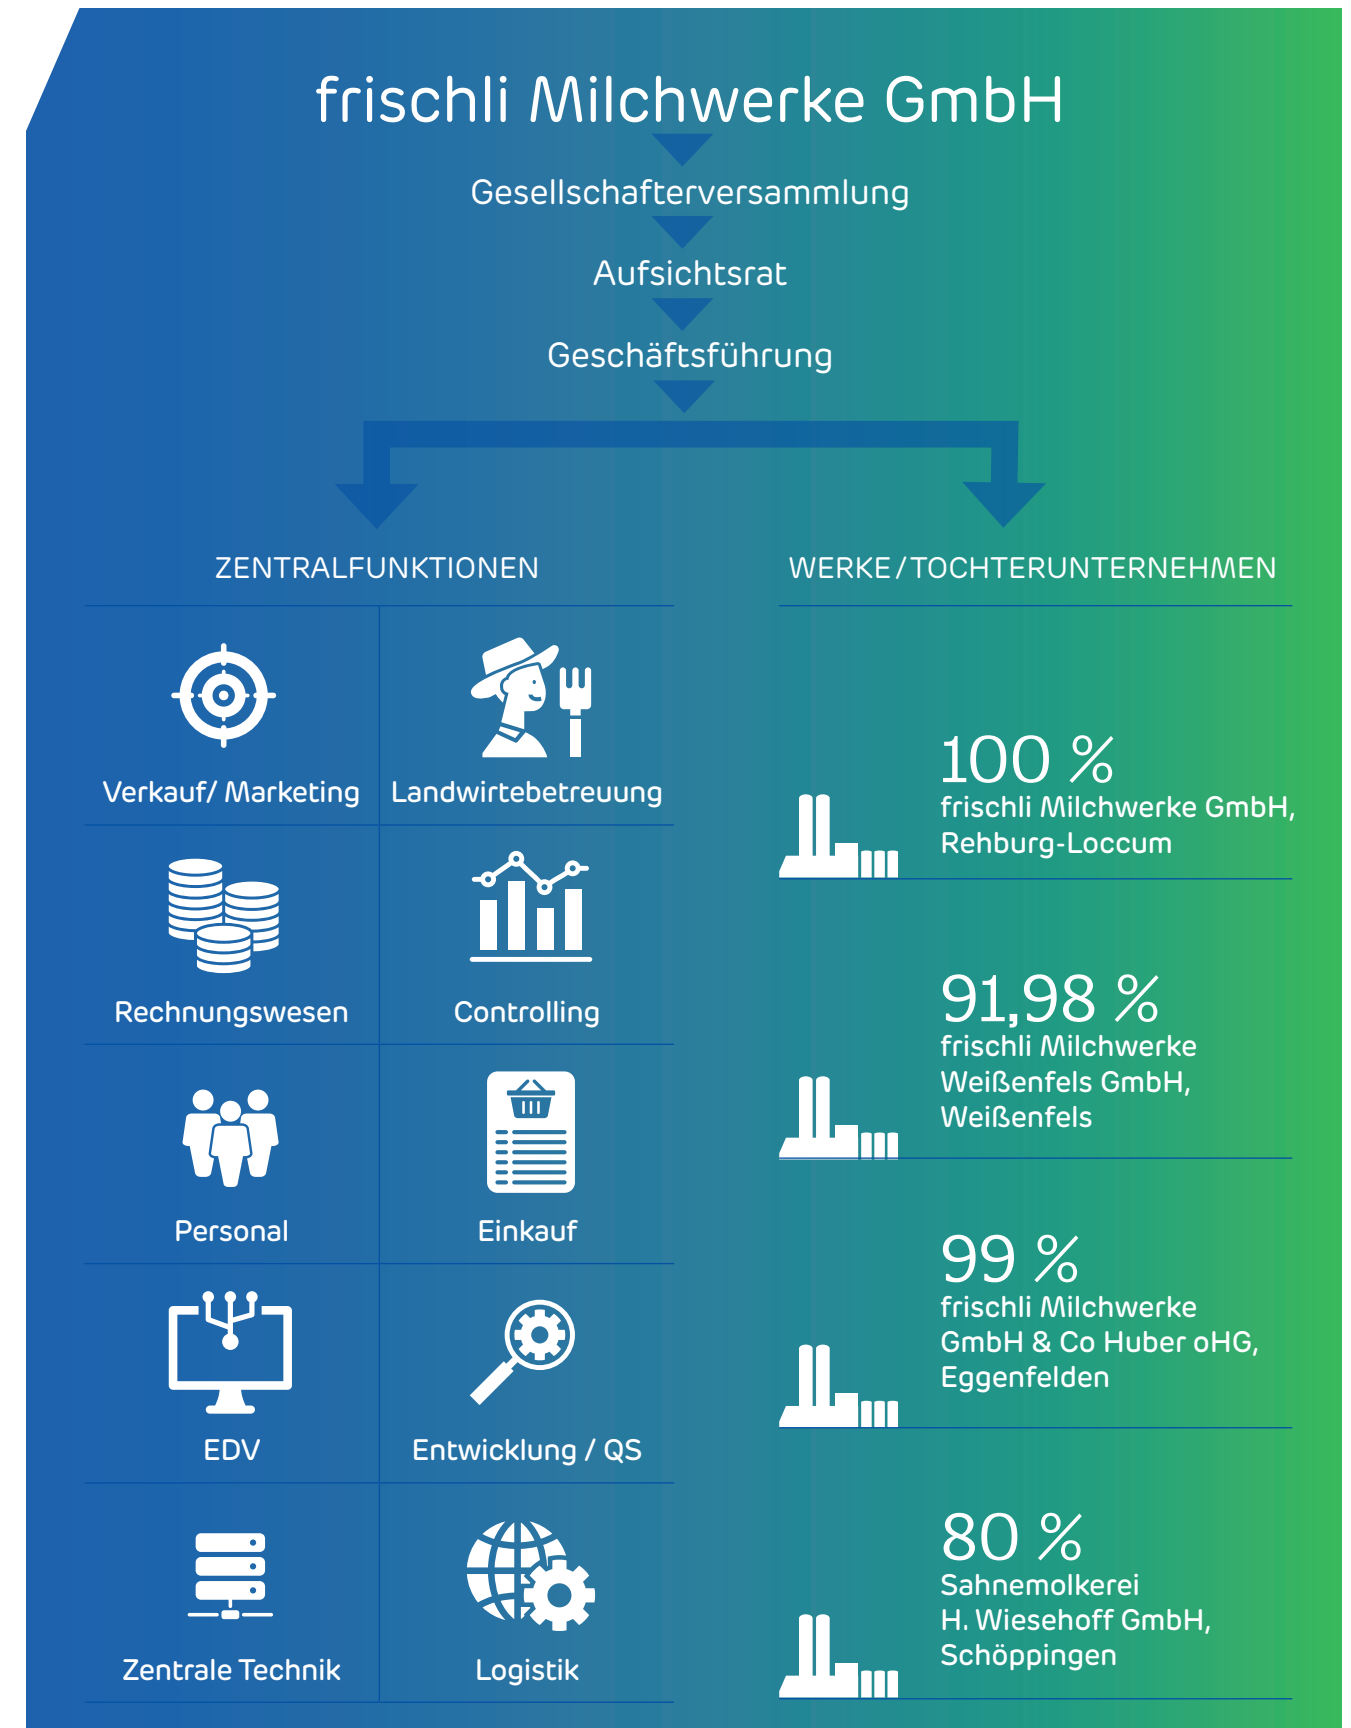 frischli Milchwerke GmbH
Gesellschafterversammlung
Aufsichtsrat
Geschäftsführung
ZENTRALFUNKTIONEN
Verkauf/ Marketing
Landwirtebetreuung
Rechnungswesen
Controlling
Personal
Einkauf
EDV
Entwicklung / QS
Zentrale Technik
Logistik
WERKE / TOCHTERUNTERNEHMEN
100 %
frischli Milchwerke GmbH,
Rehburg-Loccum
91,98 %
frischli Milchwerke
Weißenfels GmbH,
Weißenfels
99 %
frischli Milchwerke
GmbH & Co Huber oHG,
Eggenfelden
80 %
Sahnemolkerei
H. Wiesehoff GmbH,
Schöppingen